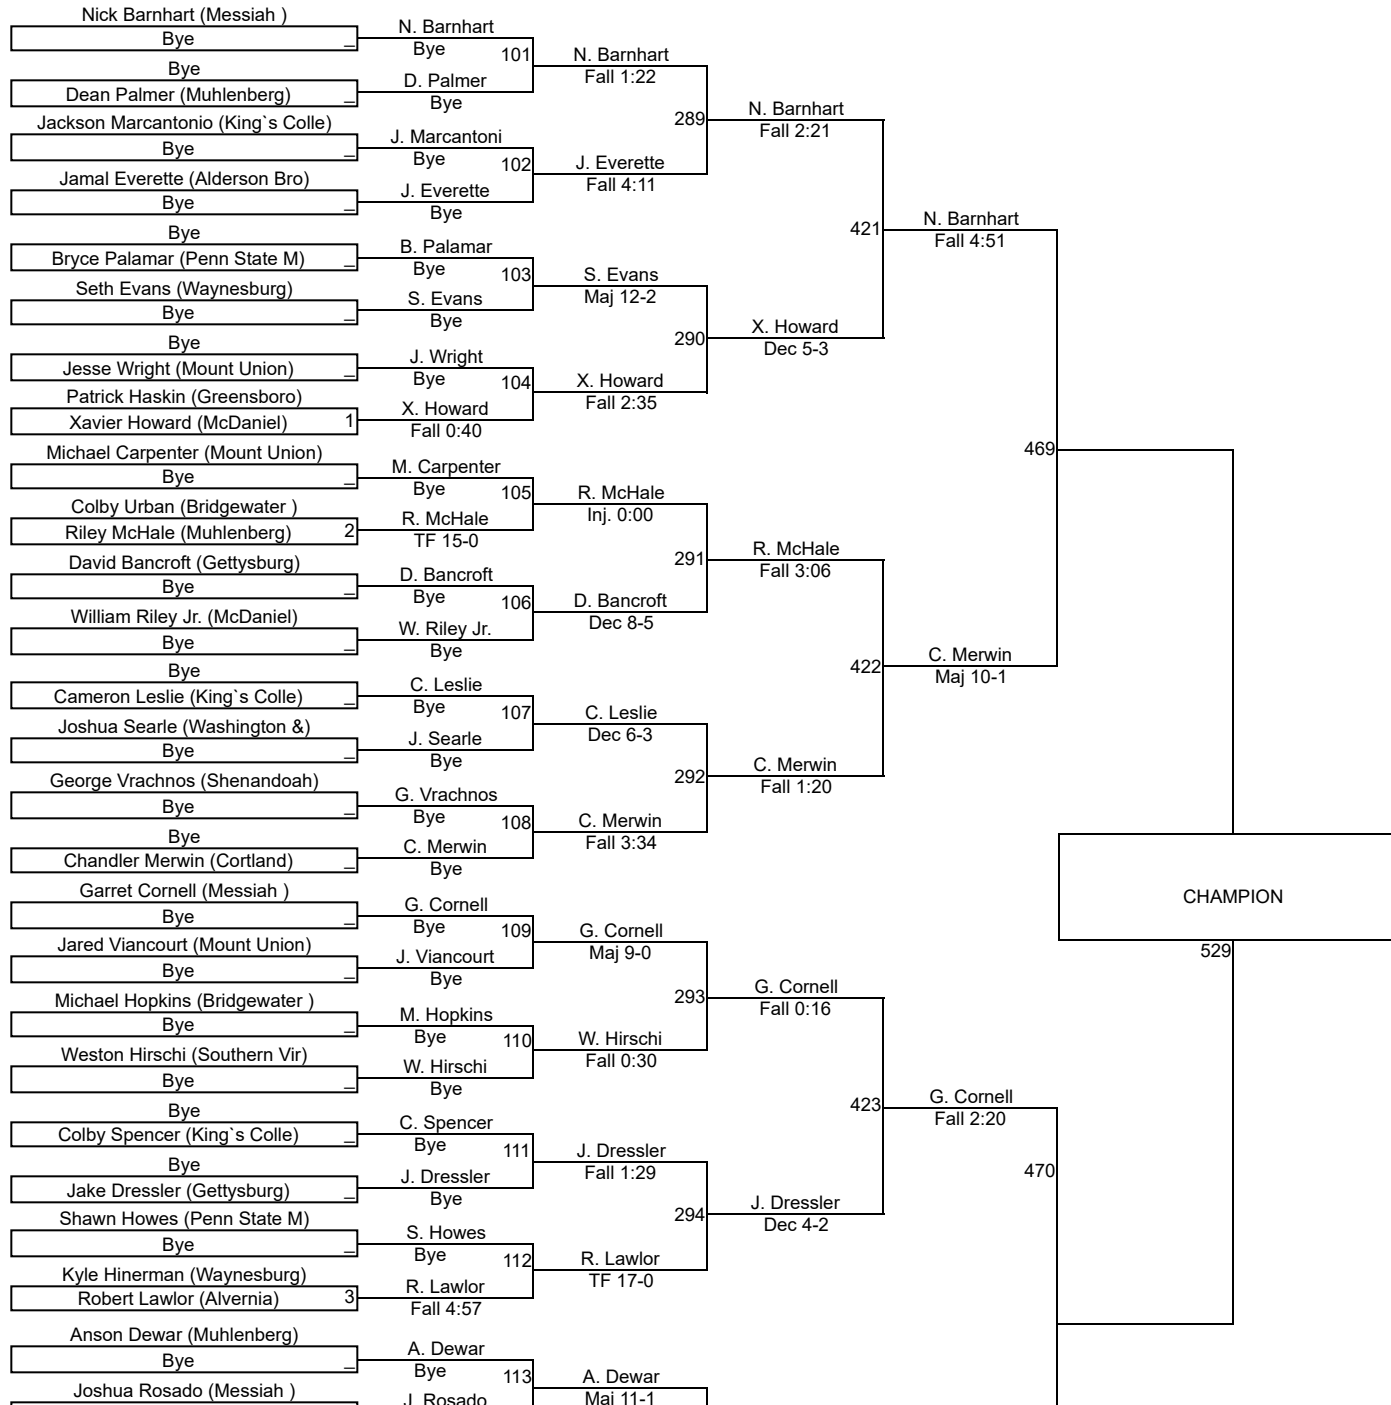 Nick Barnhart (Messiah )
Bye _
Bye
Dean Palmer (Muhlenberg) _
Jackson Marcantonio (King`s Colle)
Bye _
Jamal Everette (Alderson Bro)
Bye _
Bye
Bryce Palamar (Penn State M) _
Seth Evans (Waynesburg)
Bye _
Bye
Jesse Wright (Mount Union) _
Patrick Haskin (Greensboro)
Xavier Howard (McDaniel) 1
Michael Carpenter (Mount Union)
Bye _
Colby Urban (Bridgewater )
Riley McHale (Muhlenberg) 2
David Bancroft (Gettysburg)
Bye _
William Riley Jr. (McDaniel)
Bye _
Bye
Cameron Leslie (King`s Colle) _
Joshua Searle (Washington &)
Bye _
George Vrachnos (Shenandoah)
Bye _
Bye
Chandler Merwin (Cortland) _
Garret Cornell (Messiah )
Bye _
Jared Viancourt (Mount Union)
Bye _
Michael Hopkins (Bridgewater )
Bye _
Weston Hirschi (Southern Vir)
Bye _
Bye
Colby Spencer (King`s Colle) _
Bye
Jake Dressler (Gettysburg) _
Shawn Howes (Penn State M)
Bye _
Kyle Hinerman (Waynesburg)
Robert Lawlor (Alvernia) 3
Anson Dewar (Muhlenberg)
Bye _
Joshua Rosado (Messiah )
N. Barnhart
Bye
101
D. Palmer
Bye
J. Marcantoni
Bye
102
J. Everette
Bye
B. Palamar
Bye
103
S. Evans
Bye
J. Wright
Bye
104
X. Howard
Fall 0:40
M. Carpenter
Bye
105
R. McHale
TF 15-0
D. Bancroft
Bye
106
W. Riley Jr.
Bye
C. Leslie
Bye
107
J. Searle
Bye
G. Vrachnos
Bye
108
C. Merwin
Bye
G. Cornell
Bye
109
J. Viancourt
Bye
M. Hopkins
Bye
110
W. Hirschi
Bye
C. Spencer
Bye
111
J. Dressler
Bye
S. Howes
Bye
112
R. Lawlor
Fall 4:57
A. Dewar
Bye
113
J. Rosado
N. Barnhart
Fall 1:22
289
J. Everette
Fall 4:11
S. Evans
Maj 12-2
290
X. Howard
Fall 2:35
R. McHale
Inj. 0:00
291
D. Bancroft
Dec 8-5
C. Leslie
Dec 6-3
292
C. Merwin
Fall 3:34
G. Cornell
Maj 9-0
293
W. Hirschi
Fall 0:30
J. Dressler
Fall 1:29
294
R. Lawlor
TF 17-0
A. Dewar
Maj 11-1
N. Barnhart
Fall 2:21
421
X. Howard
Dec 5-3
R. McHale
Fall 3:06
422
C. Merwin
Fall 1:20
G. Cornell
Fall 0:16
423
J. Dressler
Dec 4-2
N. Barnhart
Fall 4:51
469
C. Merwin
Maj 10-1
G. Cornell
Fall 2:20
470
CHAMPION
529